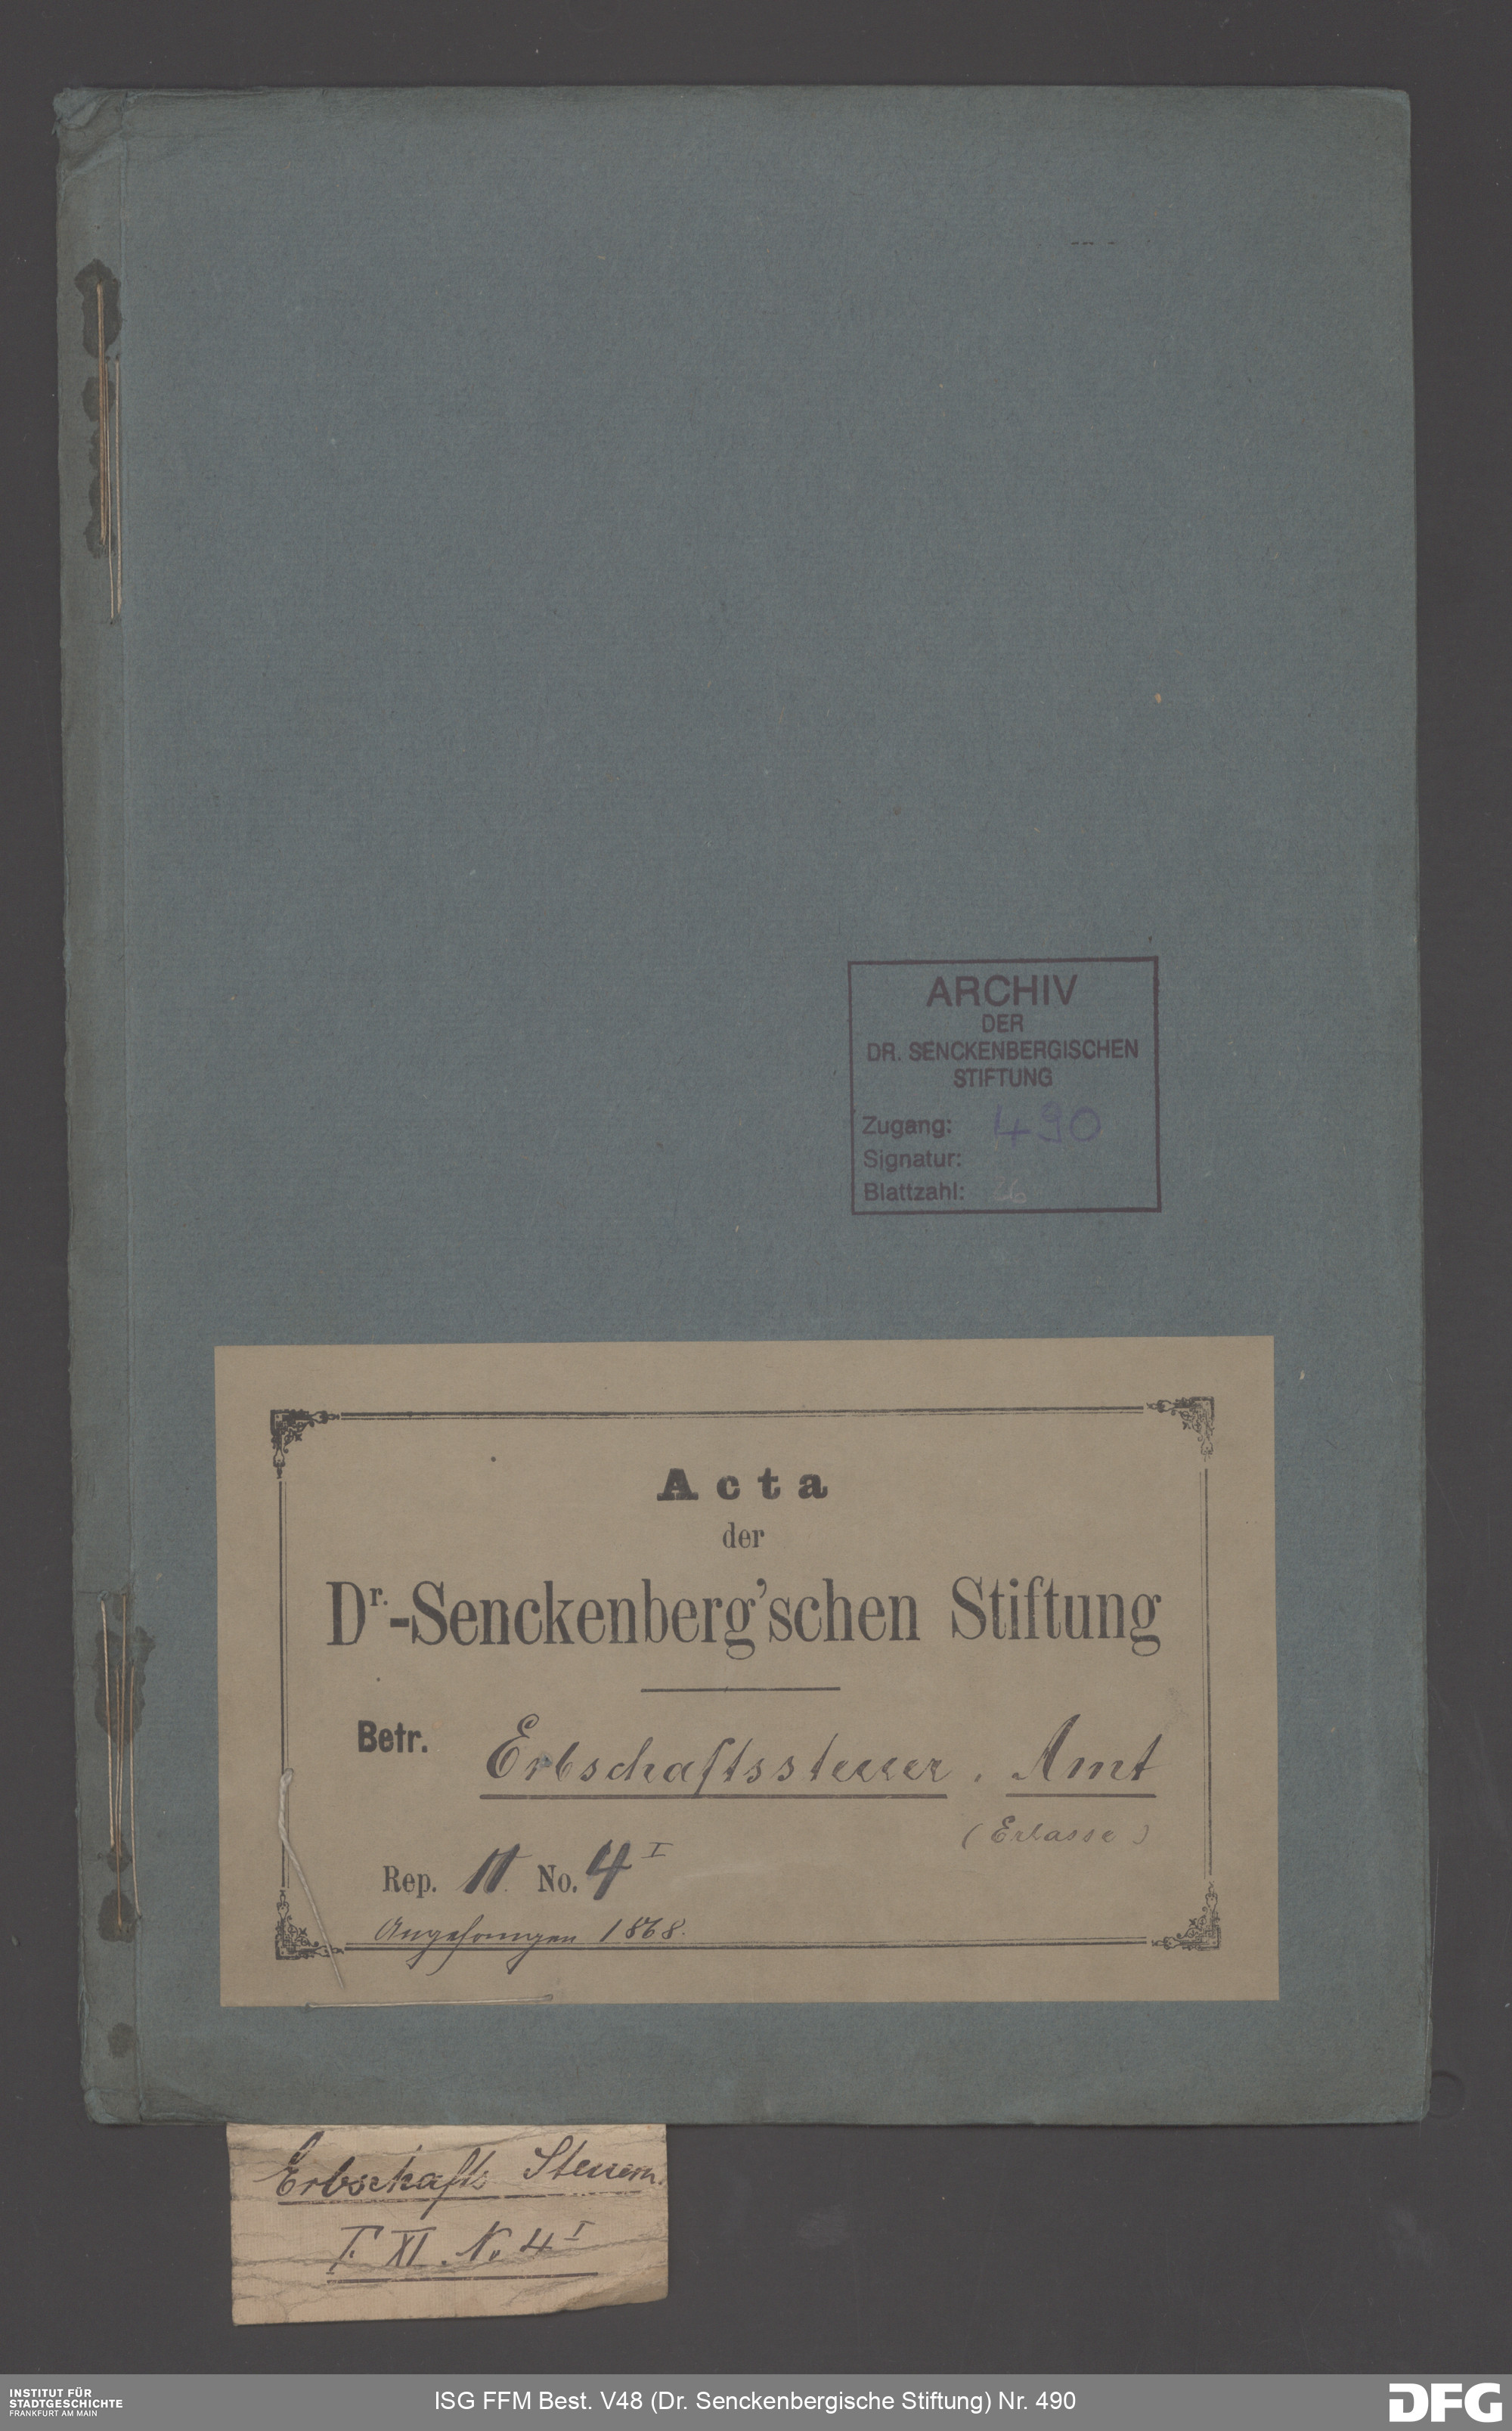 ARCHIV
DER
DR. SENCKENBERGISCHEN
STIFTUNG
Zugang: 490
Signatur:
Blattzahl:
Acta
der
Dr.-Senckenberg'schen Stiftung
Betr. Erbschaftssteuer. Amt
(Erlasse)
Rep. II No. 4 I
Angefangen 1868.
Erbschafts Steuern.
XI. No 4 I
INSTITUT FÜR
STADTGESCHICHTE
FRANKFURT AM MAIN
ISG FFM Best. V48 (Dr. Senckenbergische Stiftung) Nr. 490
DFG